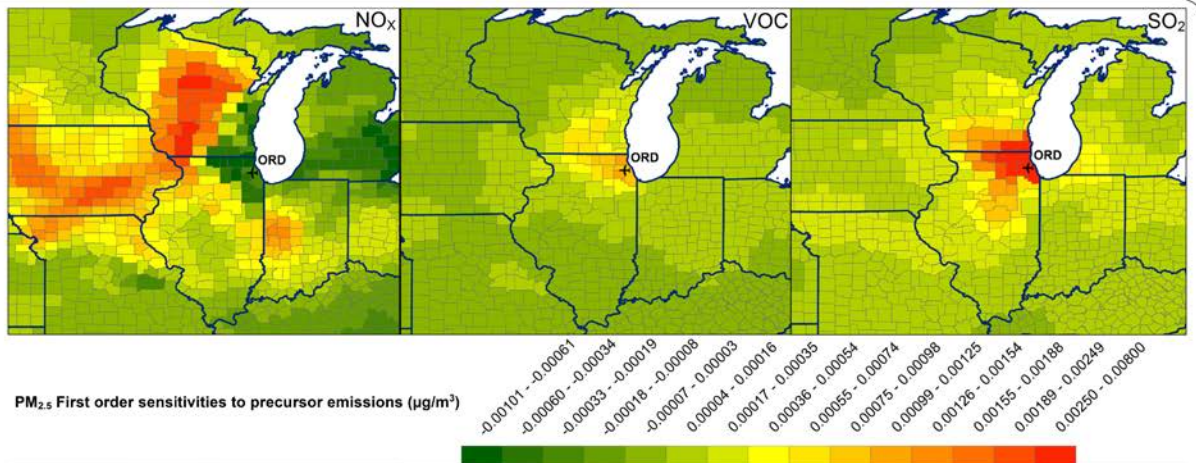 NOX
VOC
SO2
ORD
ORD
ORD
PM2.5 First order sensitivities to precursor emissions (µg/m3)
-0.00101 - -0.00061
-0.00060 - -0.00034
-0.00033 - -0.00019
-0.00018 - -0.00008
-0.00007 - 0.00003
0.00004 - 0.00016
0.00017 - 0.00035
0.00036 - 0.00054
0.00055 - 0.00074
0.00075 - 0.00098
0.00099 - 0.00125
0.00126 - 0.00154
0.00155 - 0.00188
0.00189 - 0.00249
0.00250 - 0.00800